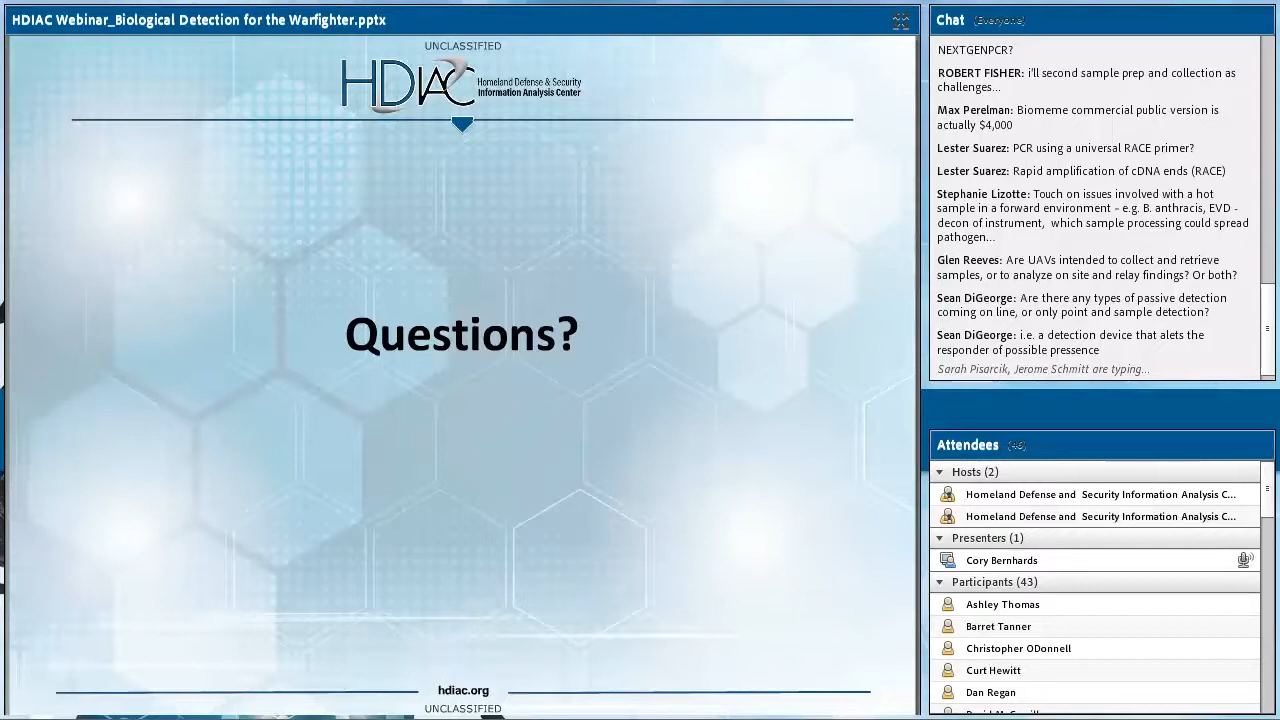 HDIAC Webinar_Biological Detection for the Warfighter.pptx
UNCLASSIFIED
HDIAC
Homeland Defense & Security
Information Analysis Center
Questions?
hdiac.org
UNCLASSIFIED
Chat (Everyone)
NEXTGENPCR?
ROBERT FISHER: i'll second sample prep and collection as
challenges...
Max Perelman: Biomeme commercial public version is
actually $4,000
Lester Suarez: PCR using a universal RACE primer?
Lester Suarez: Rapid amplification of cDNA ends (RACE)
Stephanie Lizotte: Touch on issues involved with a hot
sample in a forward environment - e.g. B. anthracis, EVD -
decon of instrument, which sample processing could spread
pathogen...
Glen Reeves: Are UAVs intended to collect and retrieve
samples, or to analyze on site and relay findings? Or both?
Sean DiGeorge: Are there any types of passive detection
coming on line, or only point and sample detection?
Sean DiGeorge: i.e. a detection device that alets the
responder of possible pressence
Sarah Pisarcik, Jerome Schmitt are typing...
Attendees (46)
Hosts (2)
Homeland Defense and Security Information Analysis C...
Homeland Defense and Security Information Analysis C...
Presenters (1)
Cory Bernhards
Participants (43)
Ashley Thomas
Barret Tanner
Christopher ODonnell
Curt Hewitt
Dan Regan